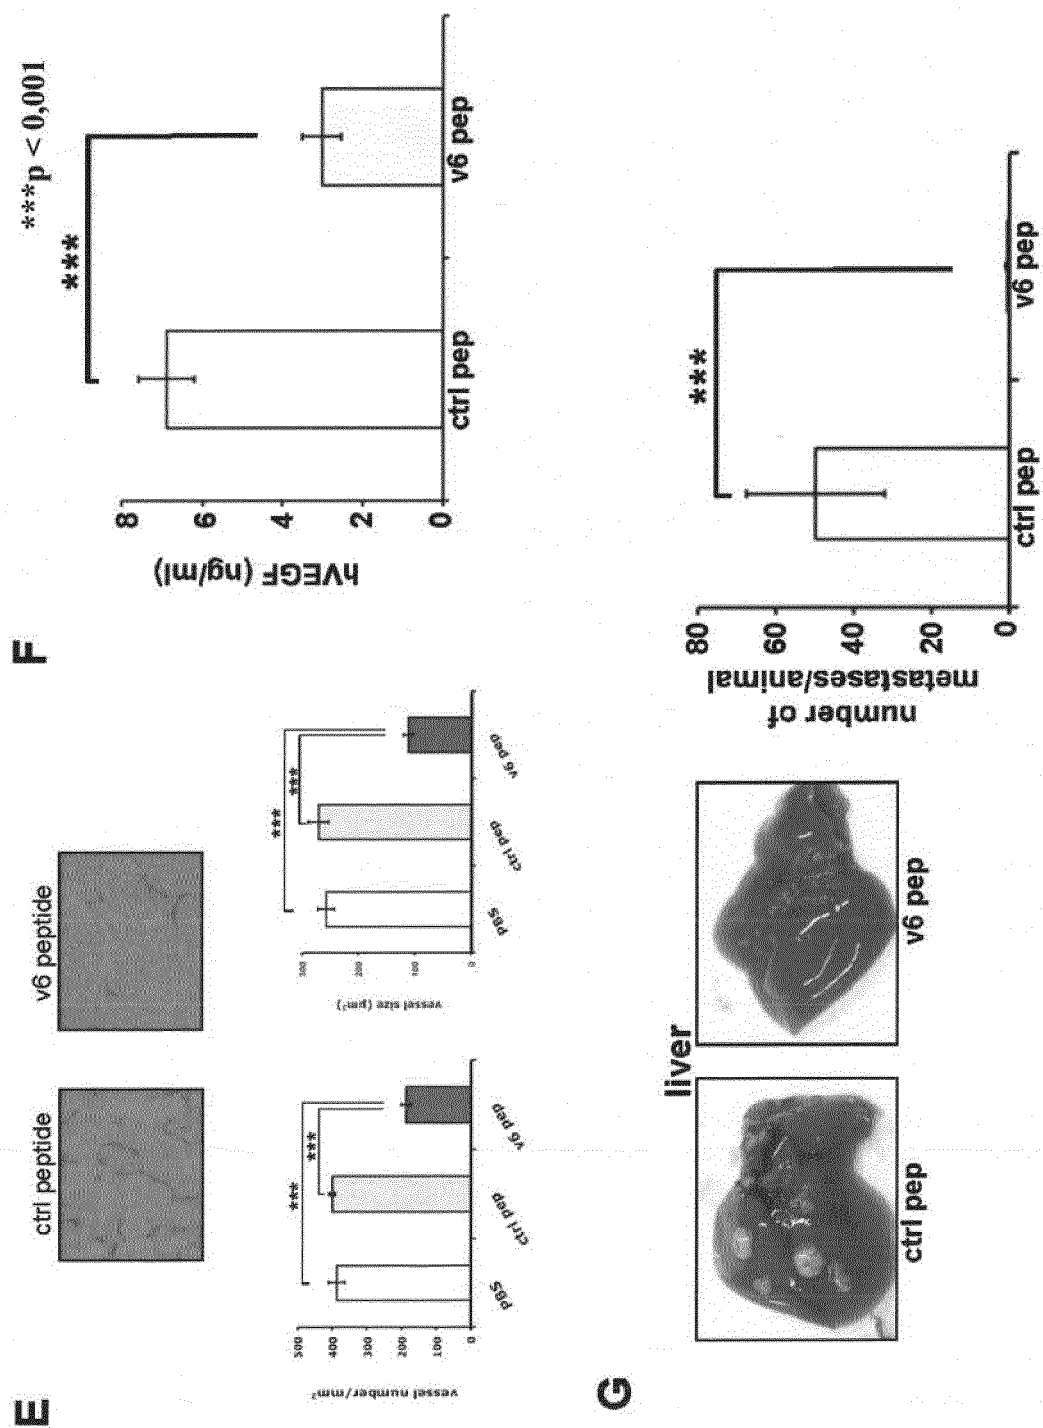 E
ctrl peptide
v6 peptide
vessel number/mm²
500
400
300
200
100
0
***
***
PBS
ctrl pep
v6 pep
vessel size (µm²)
300
200
100
0
***
***
PBS
ctrl pep
v6 pep
F
***p < 0,001
hVEGF (ng/ml)
8
6
4
2
0
***
ctrl pep
v6 pep
G
liver
ctrl pep
v6 pep
number of
metastases/animal
80
60
40
20
0
***
ctrl pep
v6 pep